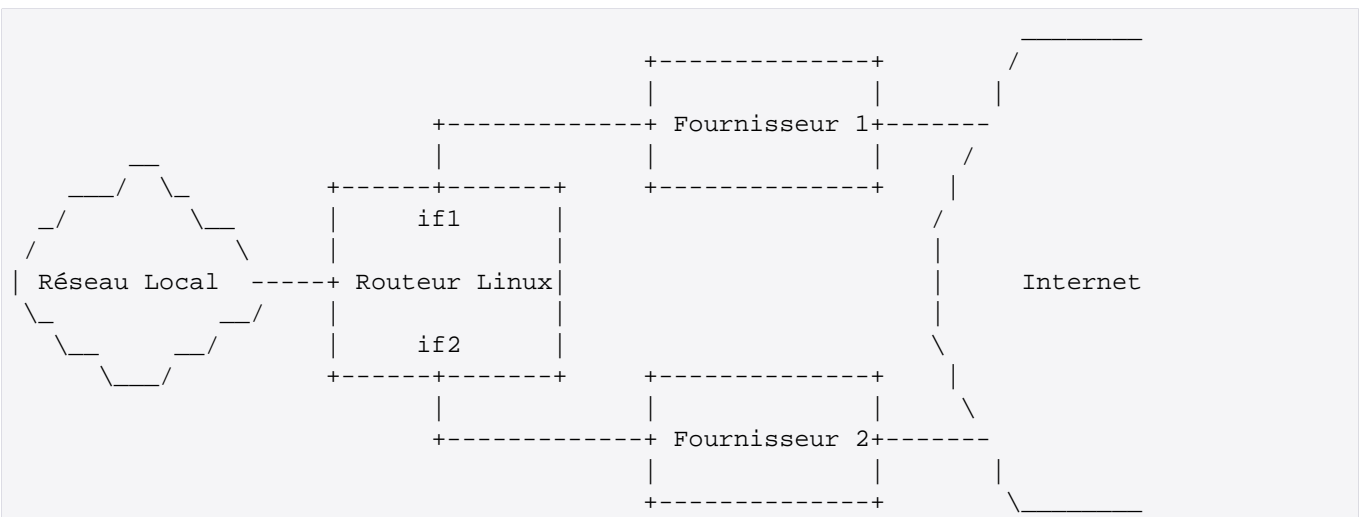 Fournisseur 1
if1
Réseau Local
Routeur Linux
Internet
if2
Fournisseur 2